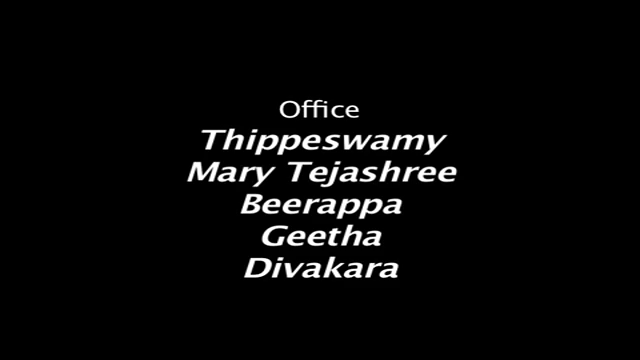 Office
Thippeswamy
Mary Tejashree
Beerappa
Geetha
Divakara